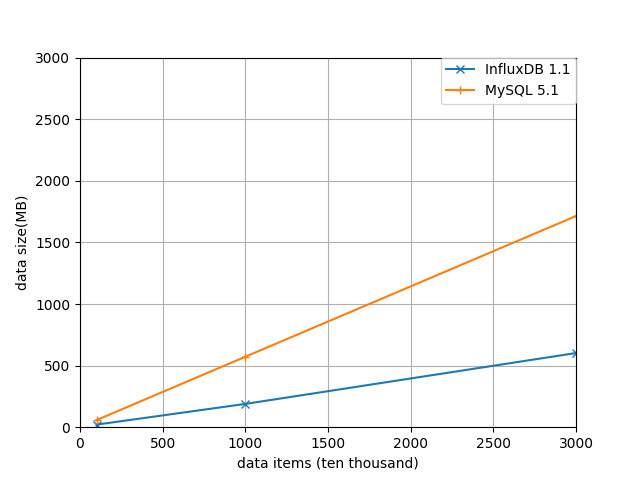 3000
2500
2000
1500
1000
500
0
data size(MB)
InfluxDB 1.1
MySQL 5.1
0 500 1000 1500 2000 2500 3000
data items (ten thousand)